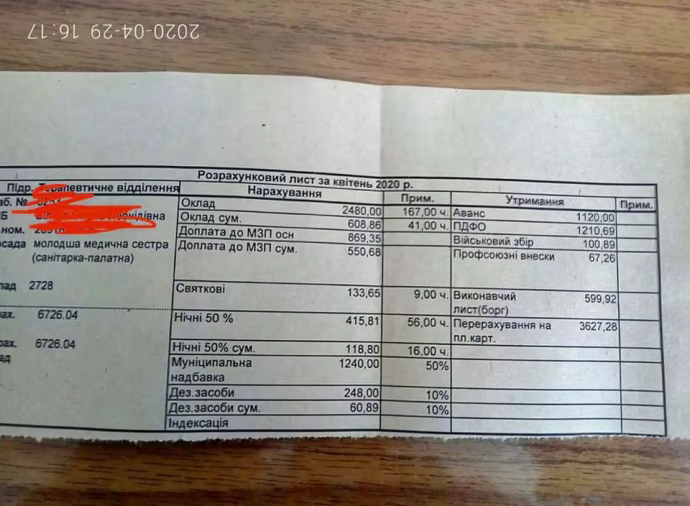 2020-04-29 16:17
Розрахунковий лист за квітень 2020 р.
Підр. Терапевтичне відділення Нарахування Прим. Утримання Прим.
Оклад 2480,00 167,00 ч. Аванс 1120,00
Оклад сум. 608,86 41,00 ч. ПДФО 1210,69
ном. Доплата до МЗП осн 869,35 Військовий збір 100,89
осада молодша медична сестра Доплата до МЗП сум. 550,68 Профсоюзні внески 67,26
(санітарка-палатна)
лад 2728 Святкові 133,65 9,00 ч. Виконавчий 599,92
лист(борг)
рах. 6726.04 Нічні 50 % 415,81 56,00 ч. Перерахування на 3627,28
пл.карт.
рах. 6726.04 Нічні 50% сум. 118,80 16,00 ч.
ад Муніципальна 1240,00 50%
надбавка
Дез.засоби 248,00 10%
Дез.засоби сум. 60,89 10%
Індексація